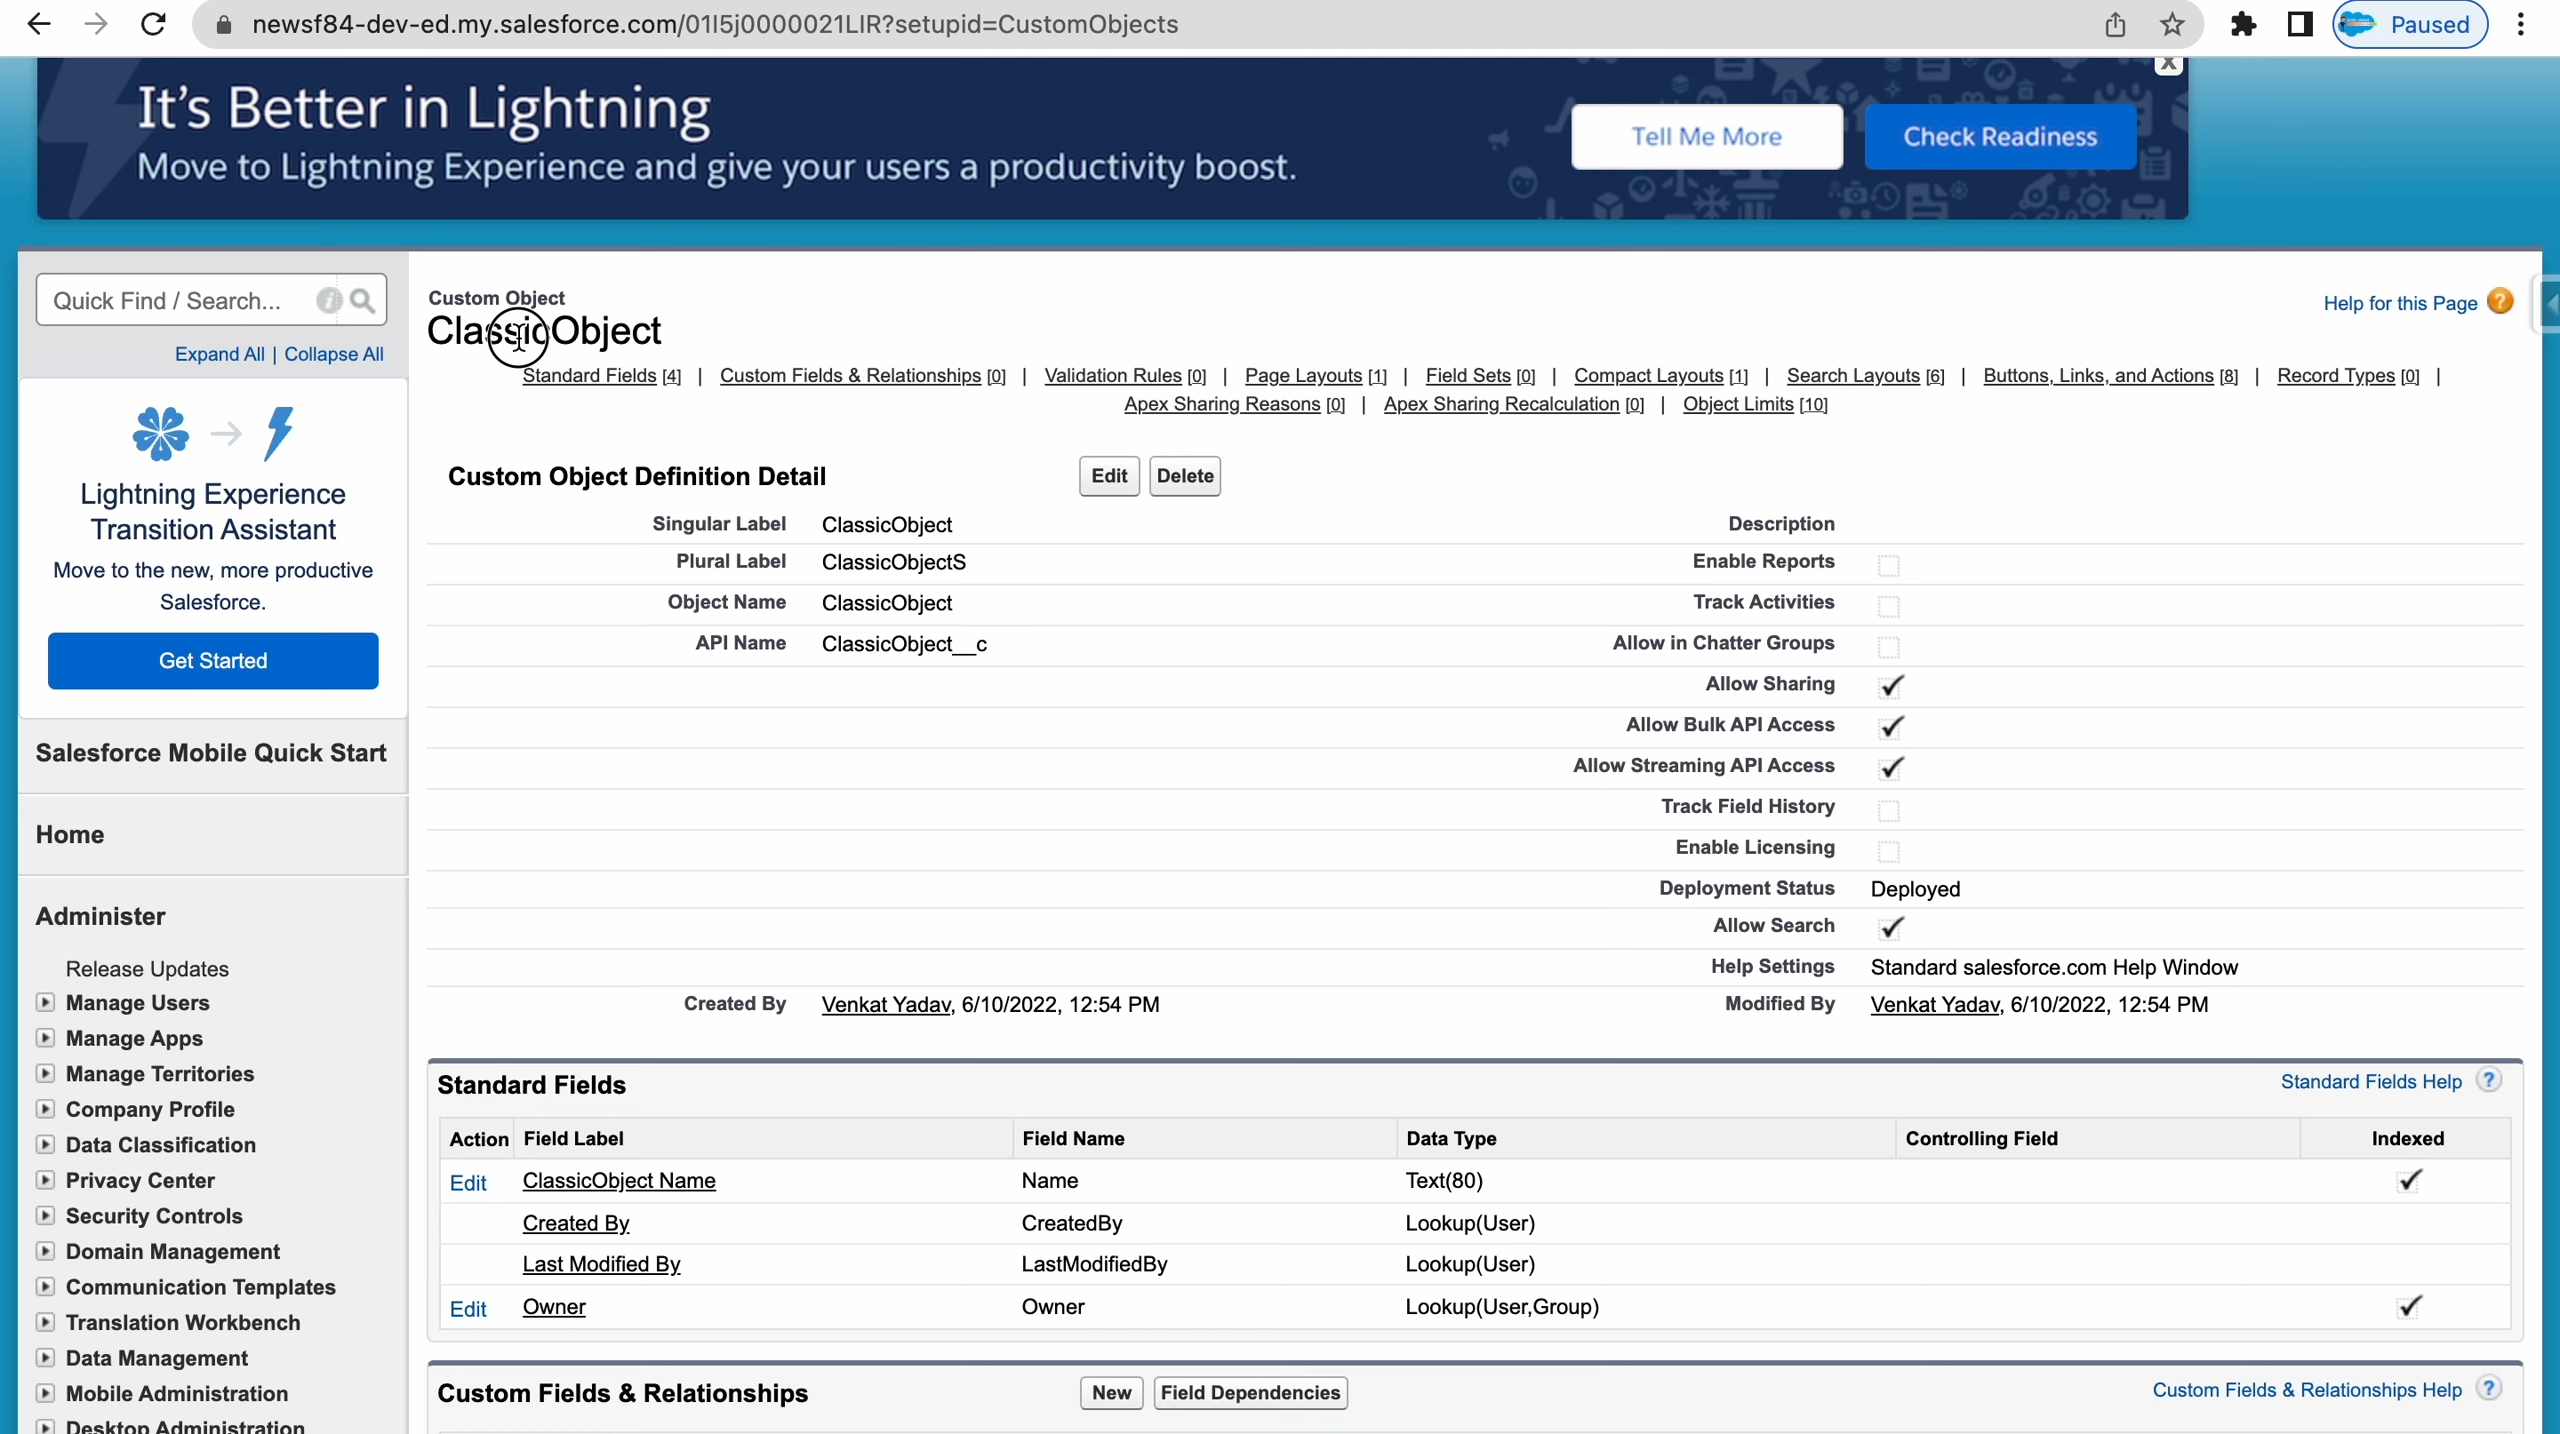 newsf84-dev-ed.my.salesforce.com/01I5j0000021LIR?setupid=CustomObjects
Paused
It's Better in Lightning
Move to Lightning Experience and give your users a productivity boost.
Tell Me More
Check Readiness
X
Quick Find / Search...
Expand All | Collapse All
Lightning Experience
Transition Assistant
Move to the new, more productive
Salesforce.
Get Started
Salesforce Mobile Quick Start
Home
Administer
Release Updates
Manage Users
Manage Apps
Manage Territories
Company Profile
Data Classification
Privacy Center
Security Controls
Domain Management
Communication Templates
Translation Workbench
Data Management
Mobile Administration
Desktop Administration
Custom Object
ClassicObject
Help for this Page ?
Standard Fields [4] | Custom Fields & Relationships [0] | Validation Rules [0] | Page Layouts [1] | Field Sets [0] | Compact Layouts [1] | Search Layouts [6] | Buttons, Links, and Actions [8] | Record Types [0] |
Apex Sharing Reasons [0] | Apex Sharing Recalculation [0] | Object Limits [10]
Custom Object Definition Detail Edit Delete
Singular Label ClassicObject Description
Plural Label ClassicObjectS Enable Reports
Object Name ClassicObject Track Activities
API Name ClassicObject__c Allow in Chatter Groups
Allow Sharing
Allow Bulk API Access
Allow Streaming API Access
Track Field History
Enable Licensing
Deployment Status Deployed
Allow Search
Help Settings Standard salesforce.com Help Window
Created By Venkat Yadav, 6/10/2022, 12:54 PM Modified By Venkat Yadav, 6/10/2022, 12:54 PM
Standard Fields Standard Fields Help ?
Action Field Label Field Name Data Type Controlling Field Indexed
Edit ClassicObject Name Name Text(80)
Created By CreatedBy Lookup(User)
Last Modified By LastModifiedBy Lookup(User)
Edit Owner Owner Lookup(User,Group)
Custom Fields & Relationships New Field Dependencies Custom Fields & Relationships Help ?